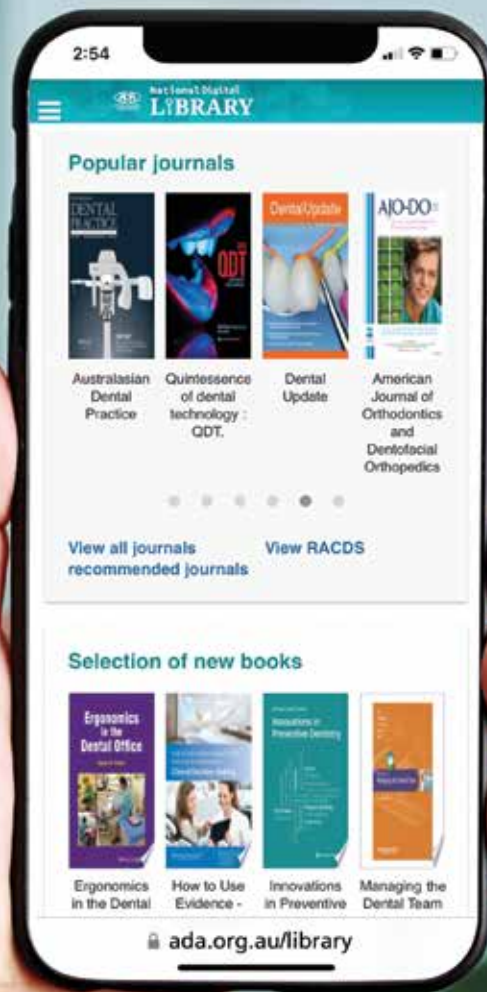 2:54
National Digital
LIBRARY
Popular journals
DENTAL
PRACTICE
QDT
Dental Update
AJO-DO
Australasian
Dental
Practice
Quintessence
of dental
technology :
QDT.
Dental
Update
American
Journal of
Orthodontics
and
Dentofacial
Orthopedics
View all journals
recommended journals
View RACDS
Selection of new books
Ergonomics
in the
Dental Office
Innovations in
Preventive Dentistry
Ergonomics
in the Dental
How to Use
Evidence -
Innovations
in Preventive
Managing the
Dental Team
ada.org.au/library